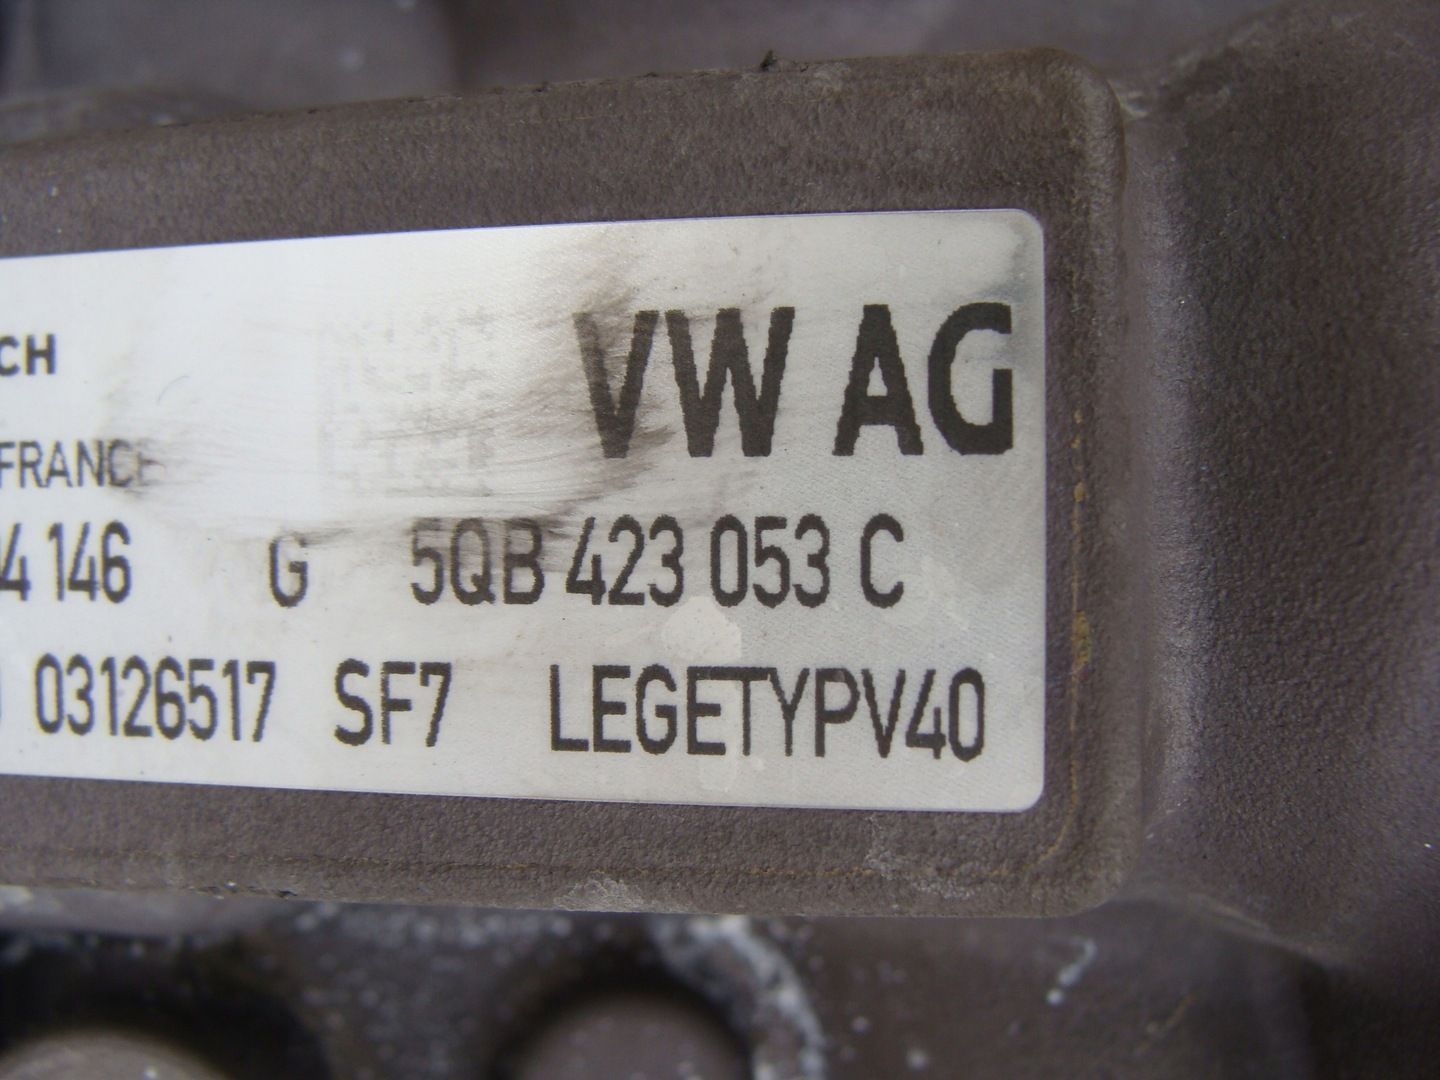 CH
VW AG
FRANCE
4 146 G 5QB 423 053 C
03126517 SF7 LEGETYPV40